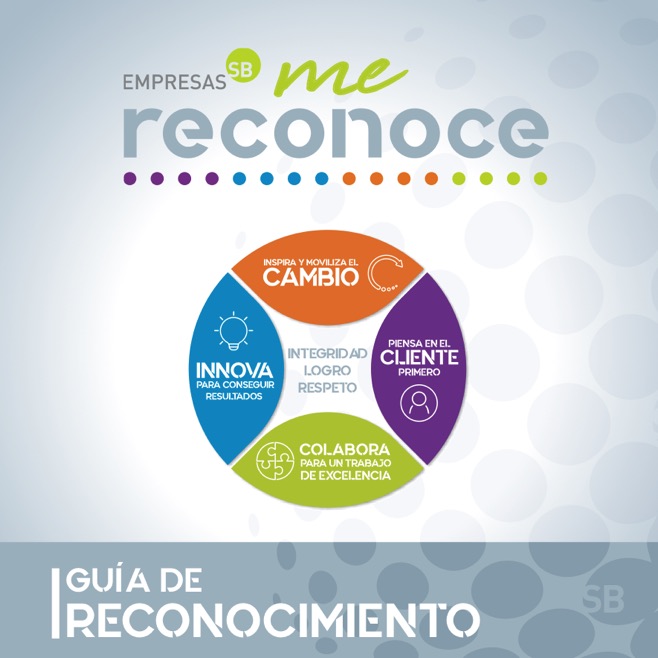 EMPRESAS SB me
reconoce
INSPIRA Y MOVILIZA EL
CAMBIO
INNOVA
PARA CONSEGUIR
RESULTADOS
INTEGRIDAD
LOGRO
RESPETO
PIENSA EN EL
CLIENTE
PRIMERO
COLABORA
PARA UN TRABAJO
DE EXCELENCIA
GUÍA DE
RECONOCIMIENTO
SB